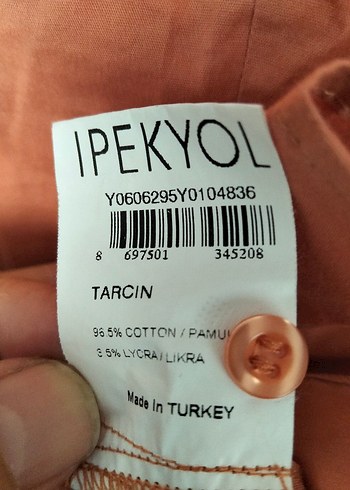 IPEKYOL
Y0606295Y0104836
8 697501 345208
TARCIN
96.5% COTTON / PAMU
3.5% LYCRA / LIKRA
Made in TURKEY